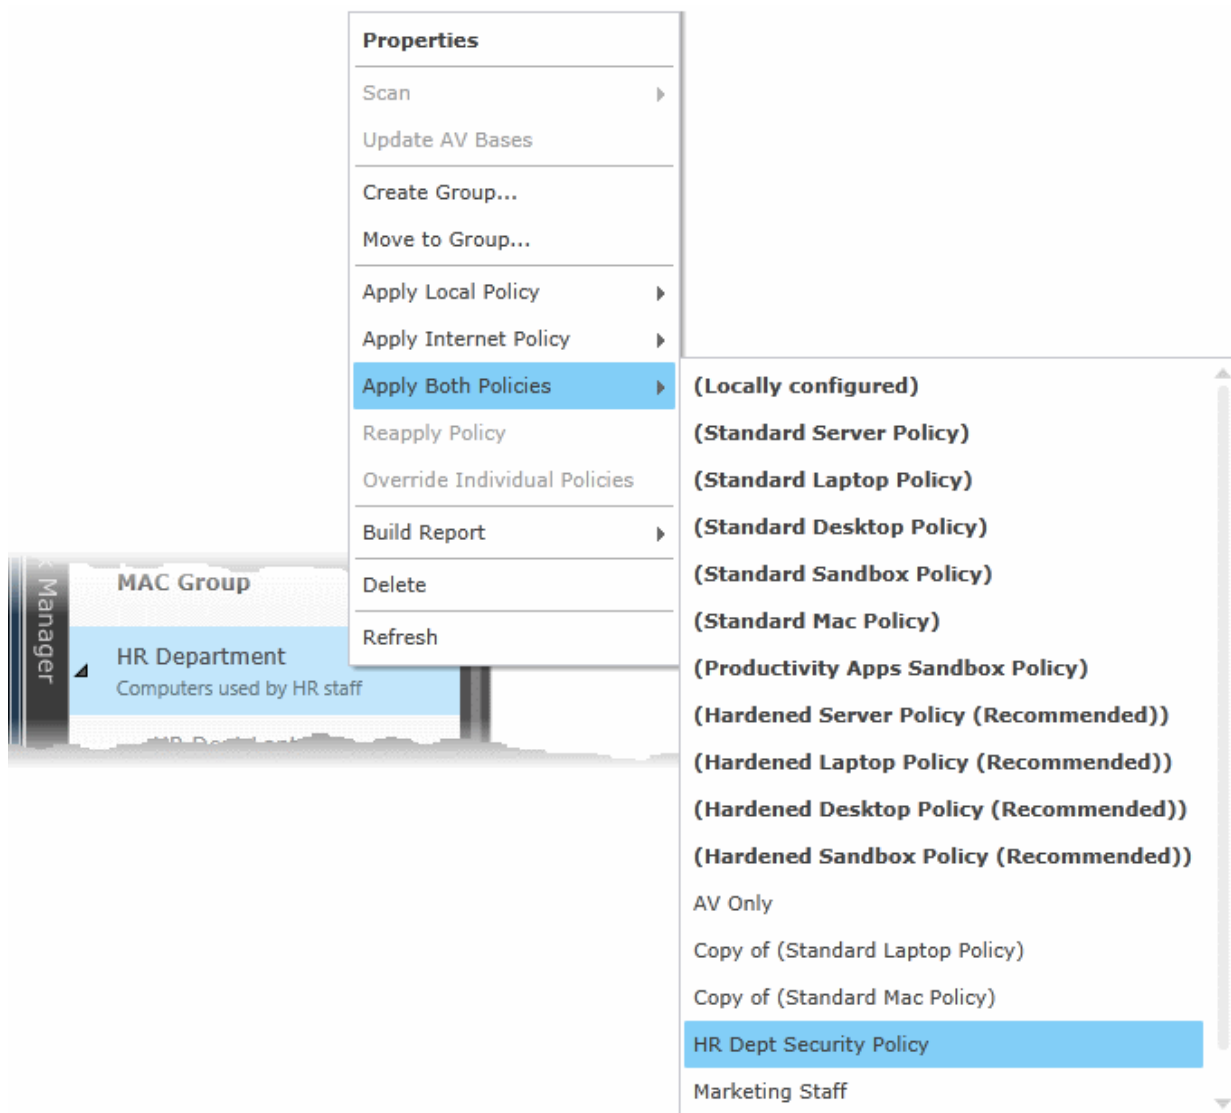 Properties
Scan
Update AV Bases
Create Group...
Move to Group...
Apply Local Policy
Apply Internet Policy
Apply Both Policies
Reapply Policy
Override Individual Policies
Build Report
Delete
Refresh
(Locally configured)
(Standard Server Policy)
(Standard Laptop Policy)
(Standard Desktop Policy)
(Standard Sandbox Policy)
(Standard Mac Policy)
(Productivity Apps Sandbox Policy)
(Hardened Server Policy (Recommended))
(Hardened Laptop Policy (Recommended))
(Hardened Desktop Policy (Recommended))
(Hardened Sandbox Policy (Recommended))
AV Only
Copy of (Standard Laptop Policy)
Copy of (Standard Mac Policy)
HR Dept Security Policy
Marketing Staff
Manager
MAC Group
HR Department
Computers used by HR staff